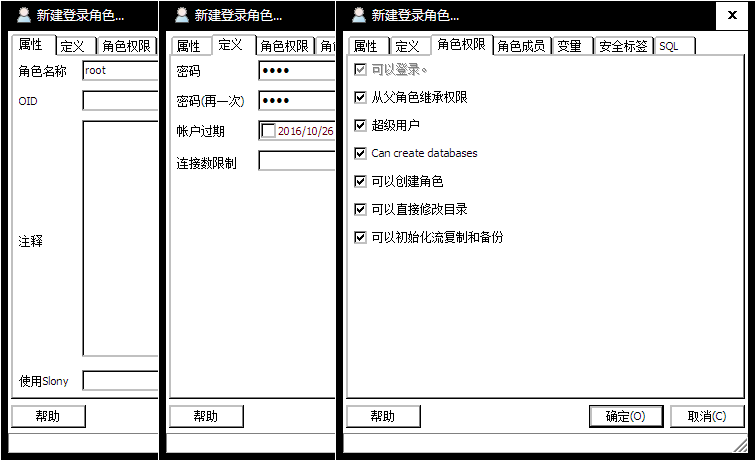 新建登录角色...
属性 定义 角色权限
角色名称 root
OID
注释
使用Slony
帮助
新建登录角色...
属性 定义 角色权限
密码 ●●●●
密码(再一次) ●●●●
帐户过期 2016/10/26
连接数限制
帮助
新建登录角色...
属性 定义 角色权限 角色成员 变量 安全标签 SQL
可以登录。
从父角色继承权限
超级用户
Can create databases
可以创建角色
可以直接修改目录
可以初始化流复制和备份
帮助 确定(O) 取消(C)